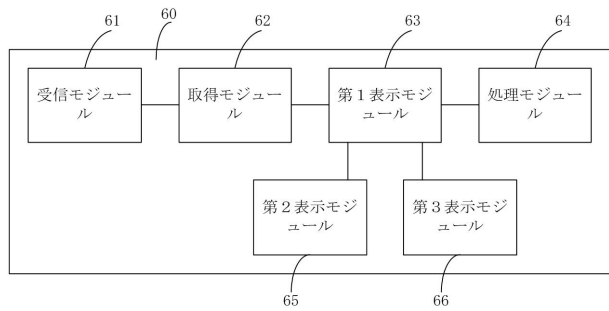 61
60
62
63
64
受信モジュー
ル
取得モジュー
ル
第１表示モジ
ュール
処理モジュー
ル
第２表示モジ
ュール
第３表示モジ
ュール
65
66